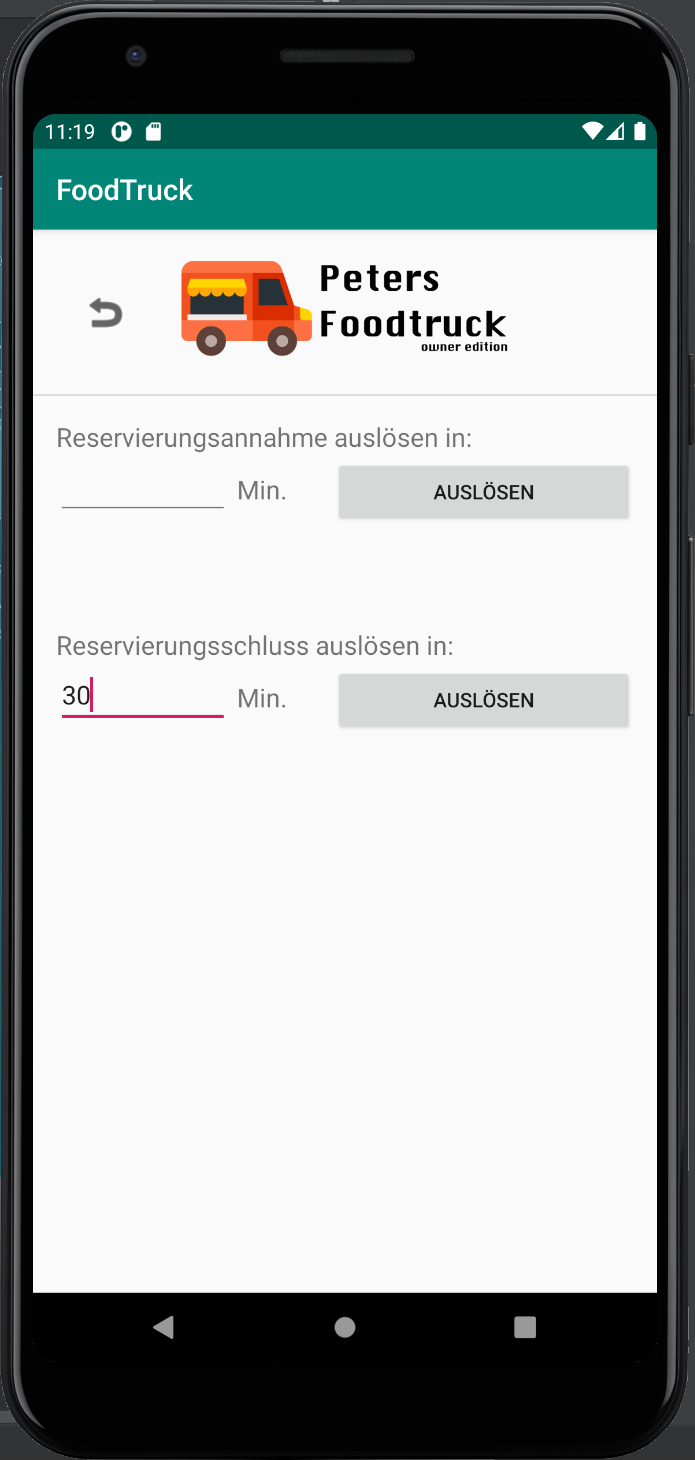 11:19
FoodTruck
Peters
Foodtruck
owner edition
Reservierungsannahme auslösen in:
Min. AUSLÖSEN
Reservierungsschluss auslösen in:
30 Min. AUSLÖSEN